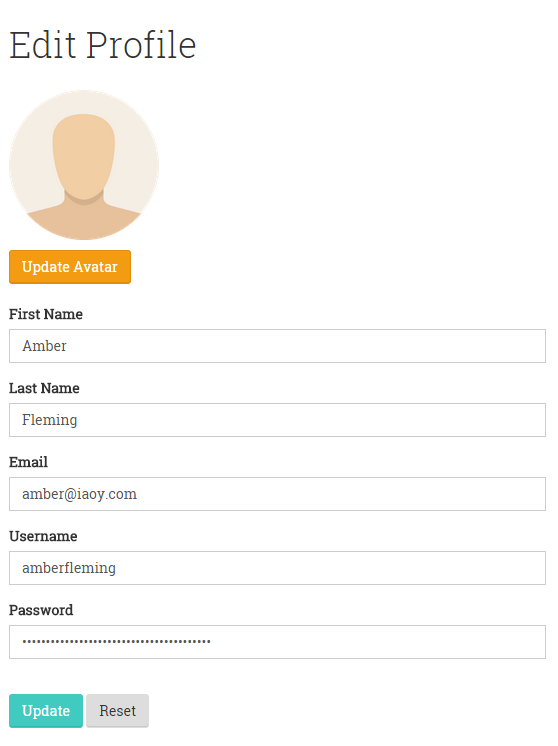 Edit Profile
Update Avatar
First Name
Amber
Last Name
Fleming
Email
amber@iaoy.com
Username
amberfleming
Password
Update Reset